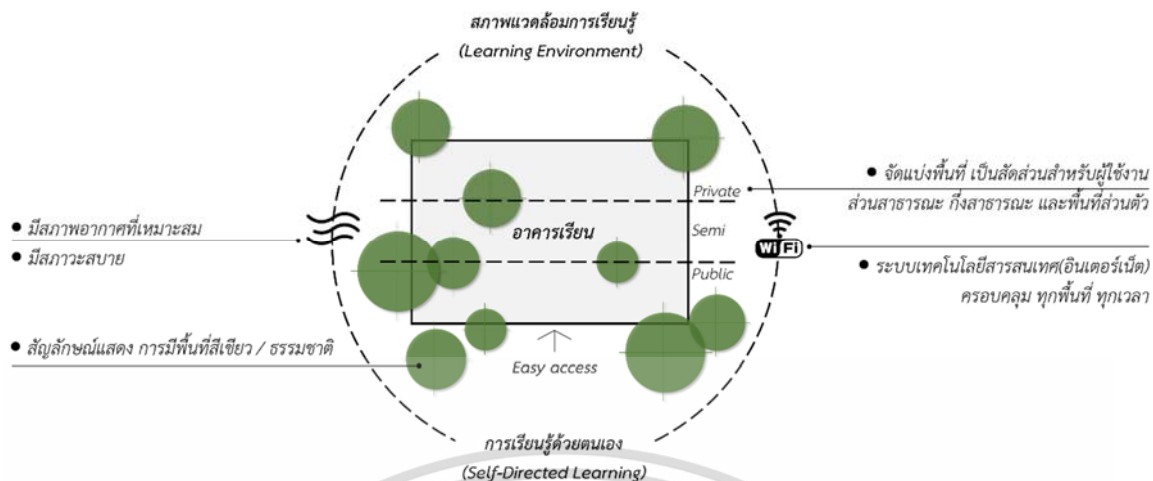 สภาพแวดล้อมการเรียนรู้
(Learning Environment)
Private
● จัดแบ่งพื้นที่ เป็นสัดส่วนสำหรับผู้ใช้งาน
ส่วนสาธารณะ กึ่งสาธารณะ และพื้นที่ส่วนตัว
● มีสภาพอากาศที่เหมาะสม
● มีสภาวะสบาย
อาคารเรียน
Semi
WiFi
Public
● ระบบเทคโนโลยีสารสนเทศ(อินเตอร์เน็ต)
ครอบคลุม ทุกพื้นที่ ทุกเวลา
● สัญลักษณ์แสดง การมีพื้นที่สีเขียว / ธรรมชาติ
Easy access
การเรียนรู้ด้วยตนเอง
(Self-Directed Learning)